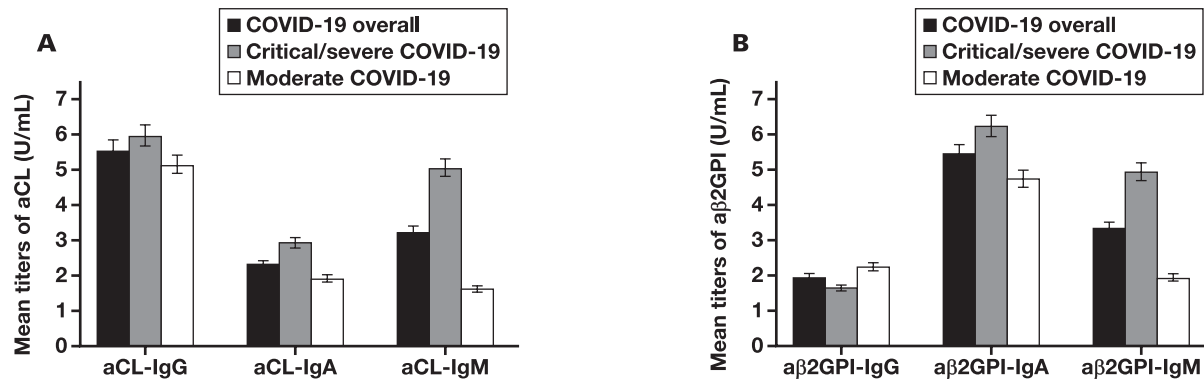 A
COVID-19 overall
Critical/severe COVID-19
Moderate COVID-19
Mean titers of aCL (U/mL)
7
6
5
4
3
2
1
0
aCL-IgG
aCL-IgA
aCL-IgM
B
COVID-19 overall
Critical/severe COVID-19
Moderate COVID-19
Mean titers of aβ2GPI (U/mL)
7
6
5
4
3
2
1
0
aβ2GPI-IgG
aβ2GPI-IgA
aβ2GPI-IgM